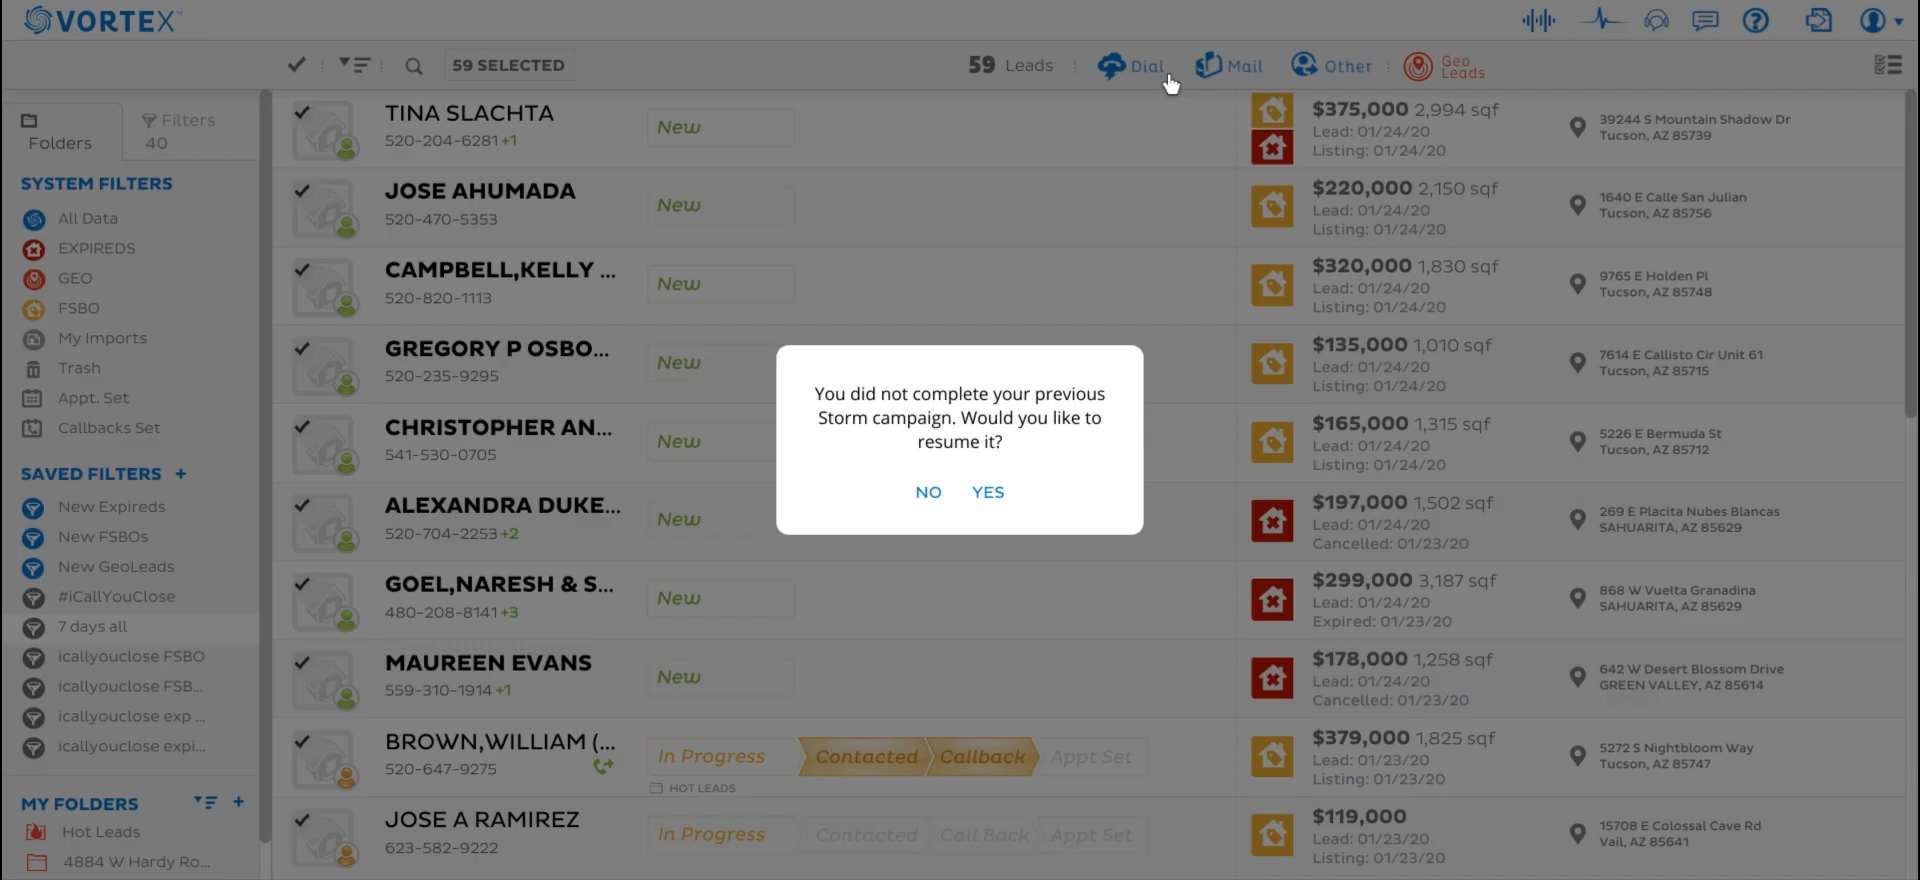 VORTEX
59 SELECTED
59 Leads
Dial
Mail
Other
Geo
Leads
Folders
Filters
40
SYSTEM FILTERS
All Data
EXPIREDS
GEO
FSBO
My Imports
Trash
Appt. Set
Callbacks Set
SAVED FILTERS +
New Expireds
New FSBOs
New GeoLeads
#iCallYouClose
7 days all
icallyouclose FSBO
icallyouclose FSB...
icallyouclose exp ...
icallyouclose expi...
MY FOLDERS +
Hot Leads
4884 W Hardy Ro...
TINA SLACHTA
520-204-6281 +1
New
$375,000 2,994 sqf
Lead: 01/24/20
Listing: 01/24/20
39244 S Mountain Shadow Dr
Tucson, AZ 85739
JOSE AHUMADA
520-470-5353
New
$220,000 2,150 sqf
Lead: 01/24/20
Listing: 01/24/20
1640 E Calle San Julian
Tucson, AZ 85756
CAMPBELL,KELLY ...
520-820-1113
New
$320,000 1,830 sqf
Lead: 01/24/20
Listing: 01/24/20
9765 E Holden Pl
Tucson, AZ 85748
GREGORY P OSBO...
520-235-9295
New
$135,000 1,010 sqf
Lead: 01/24/20
Listing: 01/24/20
7614 E Callisto Cir Unit 61
Tucson, AZ 85715
CHRISTOPHER AN...
541-530-0705
New
$165,000 1,315 sqf
Lead: 01/24/20
Listing: 01/24/20
5226 E Bermuda St
Tucson, AZ 85712
ALEXANDRA DUKE...
520-704-2253 +2
New
$197,000 1,502 sqf
Lead: 01/24/20
Cancelled: 01/23/20
269 E Placita Nubes Blancas
SAHUARITA, AZ 85629
GOEL,NARESH & S...
480-208-8141 +3
New
$299,000 3,187 sqf
Lead: 01/24/20
Expired: 01/23/20
868 W Vuelta Granadina
SAHUARITA, AZ 85629
MAUREEN EVANS
559-310-1914 +1
New
$178,000 1,258 sqf
Lead: 01/24/20
Cancelled: 01/23/20
642 W Desert Blossom Drive
GREEN VALLEY, AZ 85614
BROWN,WILLIAM (...
520-647-9275
In Progress
Contacted
Callback
Appt Set
HOT LEADS
$379,000 1,825 sqf
Lead: 01/23/20
Listing: 01/23/20
5272 S Nightbloom Way
Tucson, AZ 85747
JOSE A RAMIREZ
623-582-9222
In Progress
Contacted
Call Back
Appt Set
$119,000
Lead: 01/23/20
Listing: 01/23/20
15708 E Colossal Cave Rd
Vail, AZ 85641
You did not complete your previous
Storm campaign. Would you like to
resume it?
NO
YES